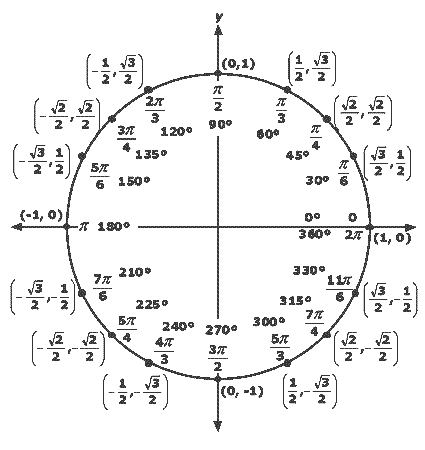 y
(0,1)
(-1/2, √3/2)
(1/2, √3/2)
(-√2/2, √2/2)
(√2/2, √2/2)
(-√3/2, 1/2)
(√3/2, 1/2)
π/2
90°
2π/3
120°
π/3
60°
3π/4
135°
π/4
45°
5π/6
150°
π/6
30°
(-1, 0)
π 180°
0° 0
360° 2π
(1, 0)
7π/6
210°
330°
11π/6
(-√3/2, -1/2)
(√3/2, -1/2)
5π/4
225°
315°
7π/4
(-√2/2, -√2/2)
(√2/2, -√2/2)
4π/3
240°
270°
3π/2
300°
5π/3
(-1/2, -√3/2)
(0, -1)
(1/2, -√3/2)